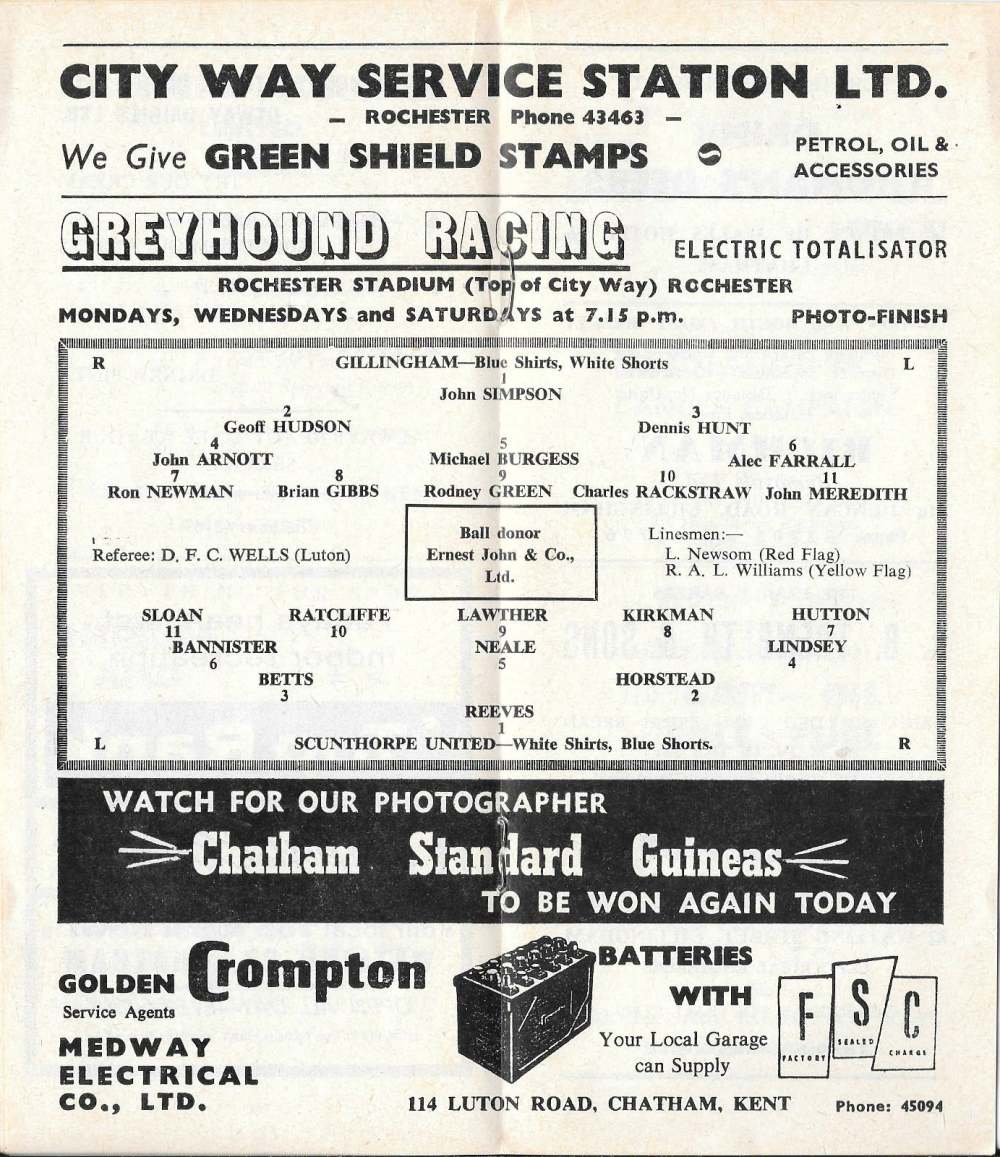 CITY WAY SERVICE STATION LTD.
– ROCHESTER Phone 43463 –
We Give GREEN SHIELD STAMPS
PETROL, OIL &
ACCESSORIES
GREYHOUND RACING
ELECTRIC TOTALISATOR
ROCHESTER STADIUM (Top of City Way) ROCHESTER
MONDAYS, WEDNESDAYS and SATURDAYS at 7.15 p.m.
PHOTO-FINISH
R GILLINGHAM—Blue Shirts, White Shorts L
1
John SIMPSON
2 3
Geoff HUDSON Dennis HUNT
4 5 6
John ARNOTT Michael BURGESS Alec FARRALL
7 8 9 10 11
Ron NEWMAN Brian GIBBS Rodney GREEN Charles RACKSTRAW John MEREDITH
Referee: D. F. C. WELLS (Luton)
Ball donor
Ernest John & Co.,
Ltd.
Linesmen:—
L. Newsom (Red Flag)
R. A. L. Williams (Yellow Flag)
SLOAN RATCLIFFE LAWTHER KIRKMAN HUTTON
11 10 9 8 7
BANNISTER NEALE LINDSEY
6 5 4
BETTS HORSTEAD
3 2
REEVES
1
L SCUNTHORPE UNITED—White Shirts, Blue Shorts. R
WATCH FOR OUR PHOTOGRAPHER
Chatham Standard Guineas
TO BE WON AGAIN TODAY
GOLDEN Crompton
Service Agents
MEDWAY
ELECTRICAL
CO., LTD.
BATTERIES
WITH
Your Local Garage
can Supply
F S C
FACTORY SEALED CHARGE
114 LUTON ROAD, CHATHAM, KENT
Phone: 45094